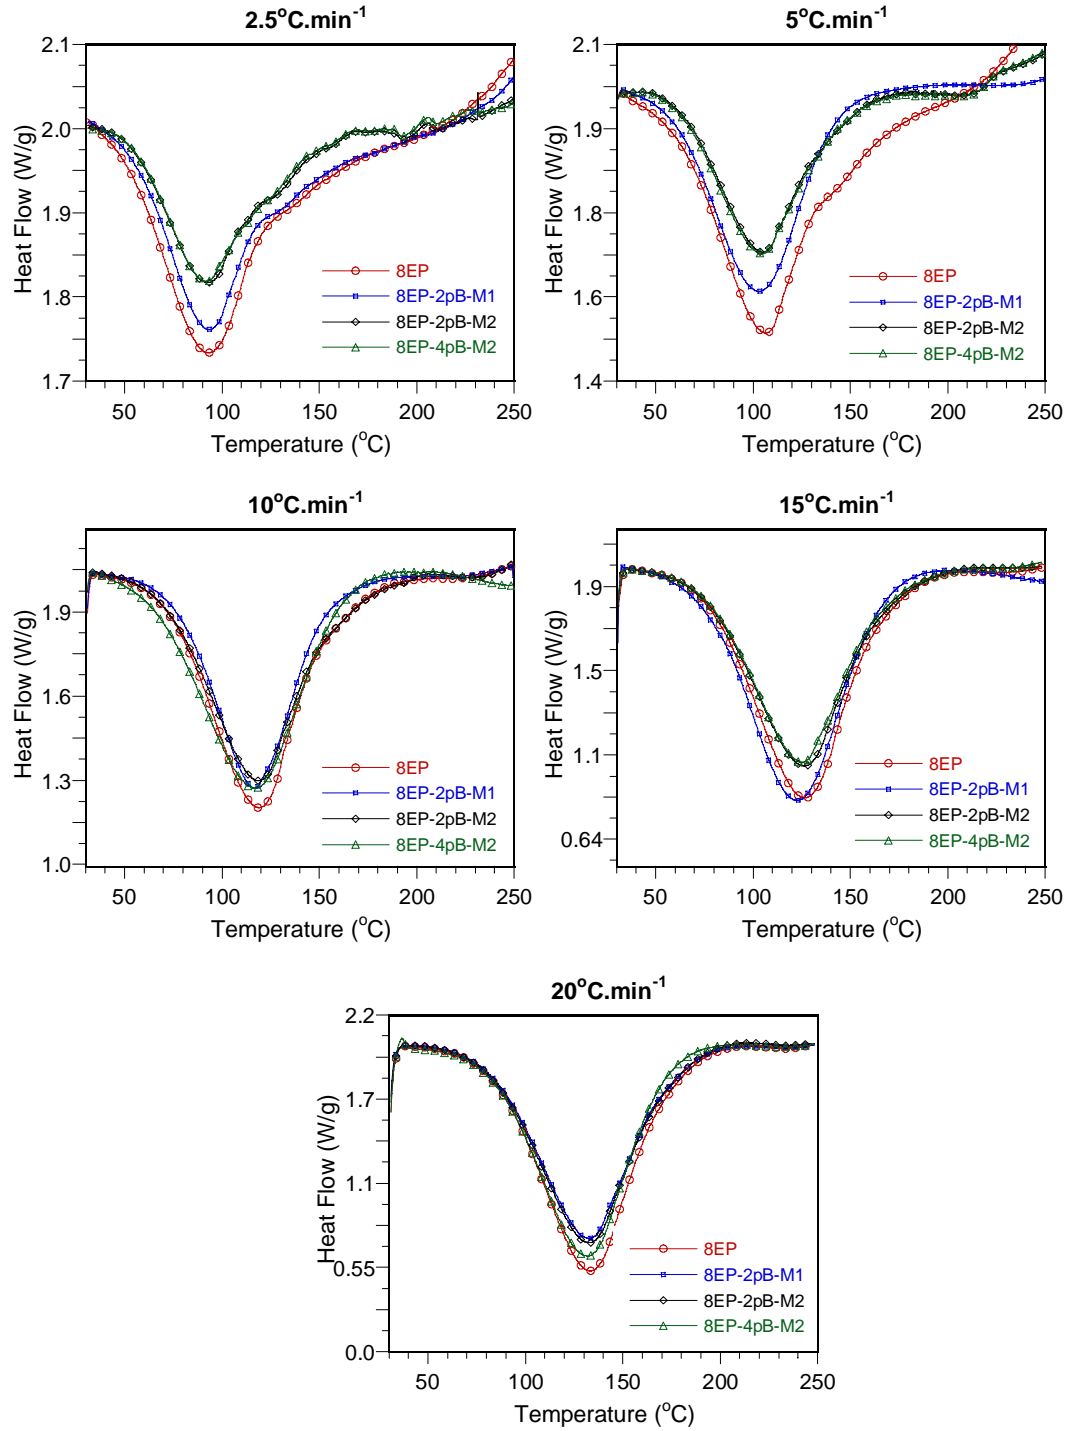 2.5°C.min⁻¹
2.1
2.0
1.9
1.8
1.7
Heat Flow (W/g)
8EP
8EP-2pB-M1
8EP-2pB-M2
8EP-4pB-M2
50 100 150 200 250
Temperature (°C)
5°C.min⁻¹
2.1
1.9
1.8
1.6
1.4
Heat Flow (W/g)
8EP
8EP-2pB-M1
8EP-2pB-M2
8EP-4pB-M2
50 100 150 200 250
Temperature (°C)
10°C.min⁻¹
1.9
1.6
1.3
1.0
Heat Flow (W/g)
8EP
8EP-2pB-M1
8EP-2pB-M2
8EP-4pB-M2
50 100 150 200 250
Temperature (°C)
15°C.min⁻¹
1.9
1.5
1.1
0.64
Heat Flow (W/g)
8EP
8EP-2pB-M1
8EP-2pB-M2
8EP-4pB-M2
50 100 150 200 250
Temperature (°C)
20°C.min⁻¹
2.2
1.7
1.1
0.55
0.0
Heat Flow (W/g)
8EP
8EP-2pB-M1
8EP-2pB-M2
8EP-4pB-M2
50 100 150 200 250
Temperature (°C)